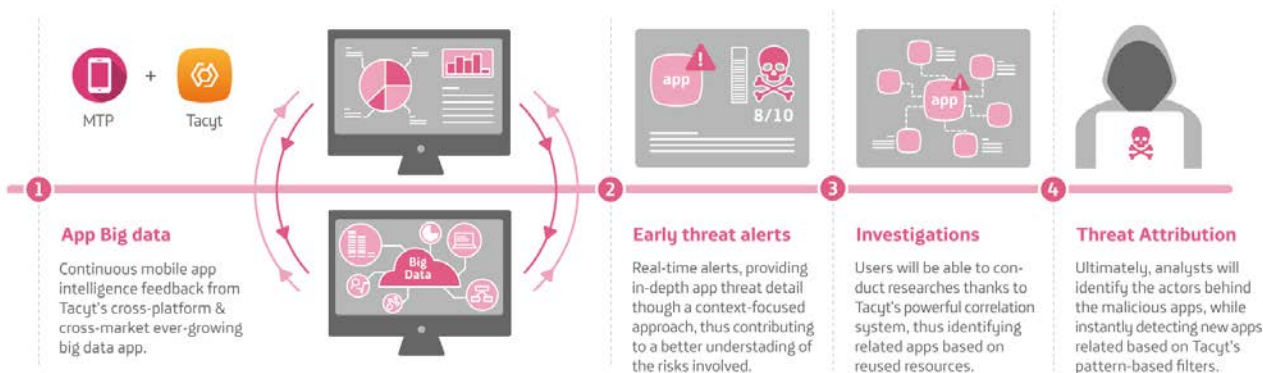 MTP
+
Tacyt
app
!
8/10
app
!
1
2
3
4
App Big data
Continuous mobile app
intelligence feedback from
Tacyt's cross-platform &
cross-market ever-growing
big data app.
Big
Data
Early threat alerts
Real-time alerts, providing
in-depth app threat detail
though a context-focused
approach, thus contributing
to a better understading of
the risks involved.
Investigations
Users will be able to con-
duct researches thanks to
Tacyt's powerful correlation
system, thus identifying
related apps based on
reused resources.
Threat Attribution
Ultimately, analysts will
identify the actors behind
the malicious apps, while
instantly detecting new apps
related based on Tacyt's
pattern-based filters.